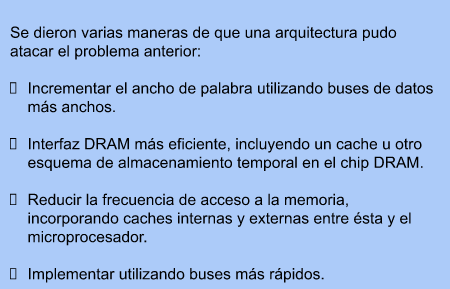 Se dieron varias maneras de que una arquitectura pudo
atacar el problema anterior:
▯ Incrementar el ancho de palabra utilizando buses de datos
más anchos.
▯ Interfaz DRAM más eficiente, incluyendo un cache u otro
esquema de almacenamiento temporal en el chip DRAM.
▯ Reducir la frecuencia de acceso a la memoria,
incorporando caches internas y externas entre ésta y el
microprocesador.
▯ Implementar utilizando buses más rápidos.